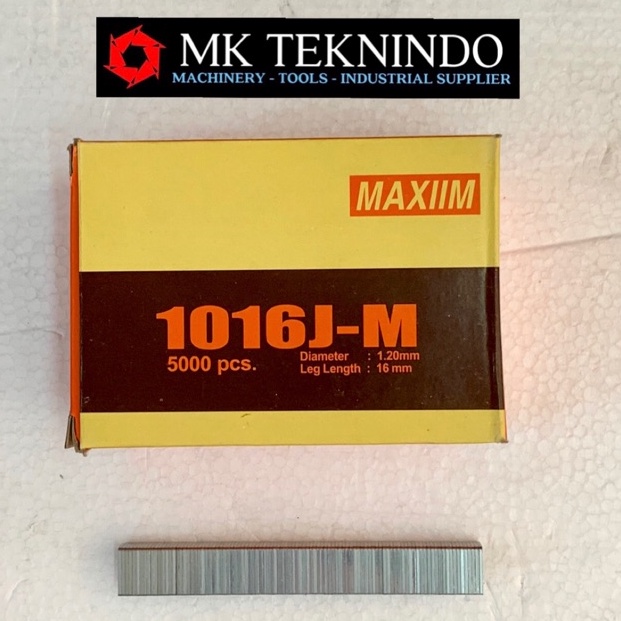 MK TEKNINDO
MACHINERY - TOOLS - INDUSTRIAL SUPPLIER
MAXIIM
1016J-M
5000 pcs.
Diameter : 1.20mm
Leg Length : 16 mm